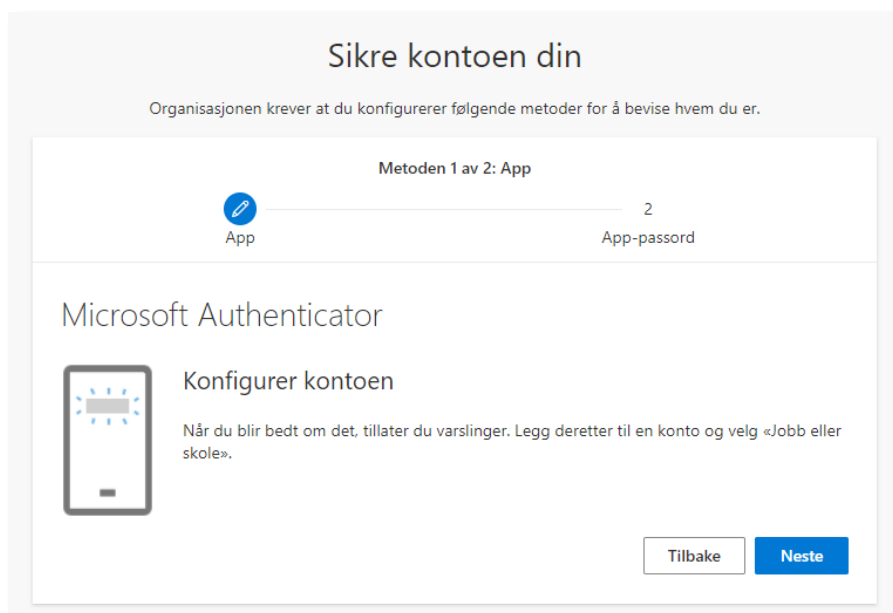 Sikre kontoen din
Organisasjonen krever at du konfigurerer følgende metoder for å bevise hvem du er.
Metoden 1 av 2: App
2
App
App-passord
Microsoft Authenticator
Konfigurer kontoen
Når du blir bedt om det, tillater du varslinger. Legg deretter til en konto og velg «Jobb eller
skole».
Tilbake
Neste